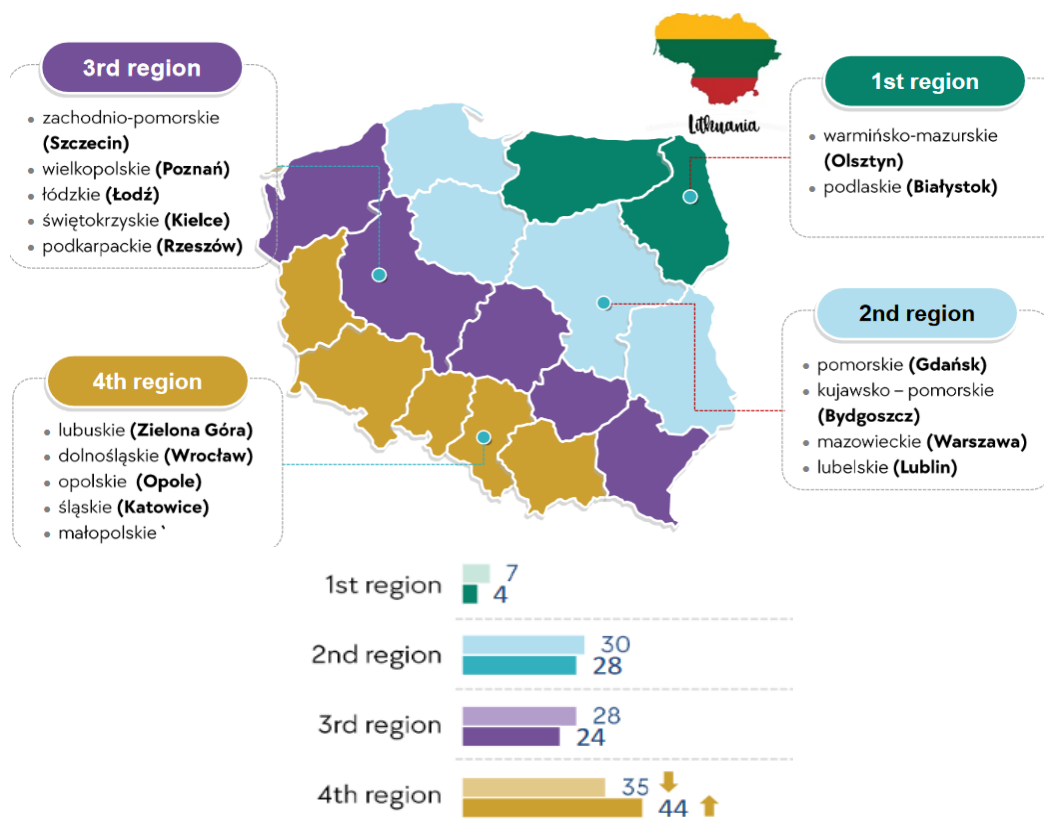 3rd region
zachodnio-pomorskie
(Szczecin)
wielkopolskie (Poznań)
łódzkie (Łodź)
świętokrzyskie (Kielce)
podkarpackie (Rzeszów)
Lithuania
1st region
warmińsko-mazurskie
(Olsztyn)
podlaskie (Białystok)
2nd region
pomorskie (Gdańsk)
kujawsko – pomorskie
(Bydgoszcz)
mazowieckie (Warszawa)
lubelskie (Lublin)
4th region
lubuskie (Zielona Góra)
dolnośląskie (Wrocław)
opolskie (Opole)
śląskie (Katowice)
małopolskie `
1st region
7
4
2nd region
30
28
3rd region
28
24
4th region
35
44